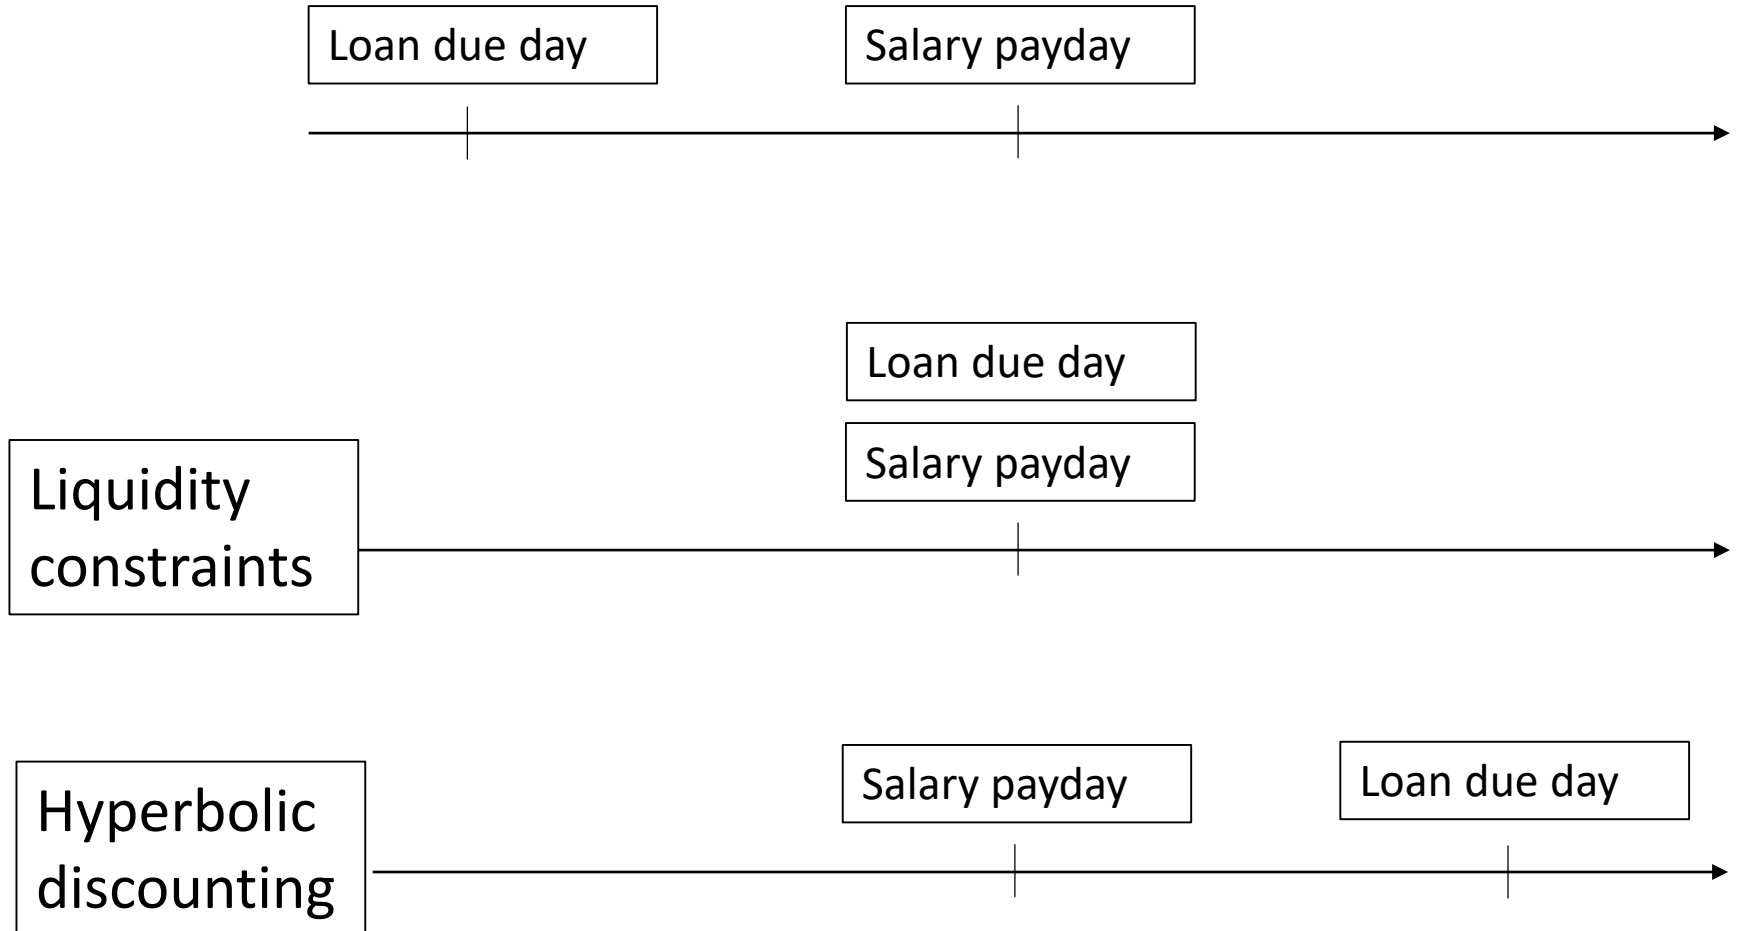 Loan due day
Salary payday
Loan due day
Salary payday
Liquidity
constraints
Salary payday
Loan due day
Hyperbolic
discounting